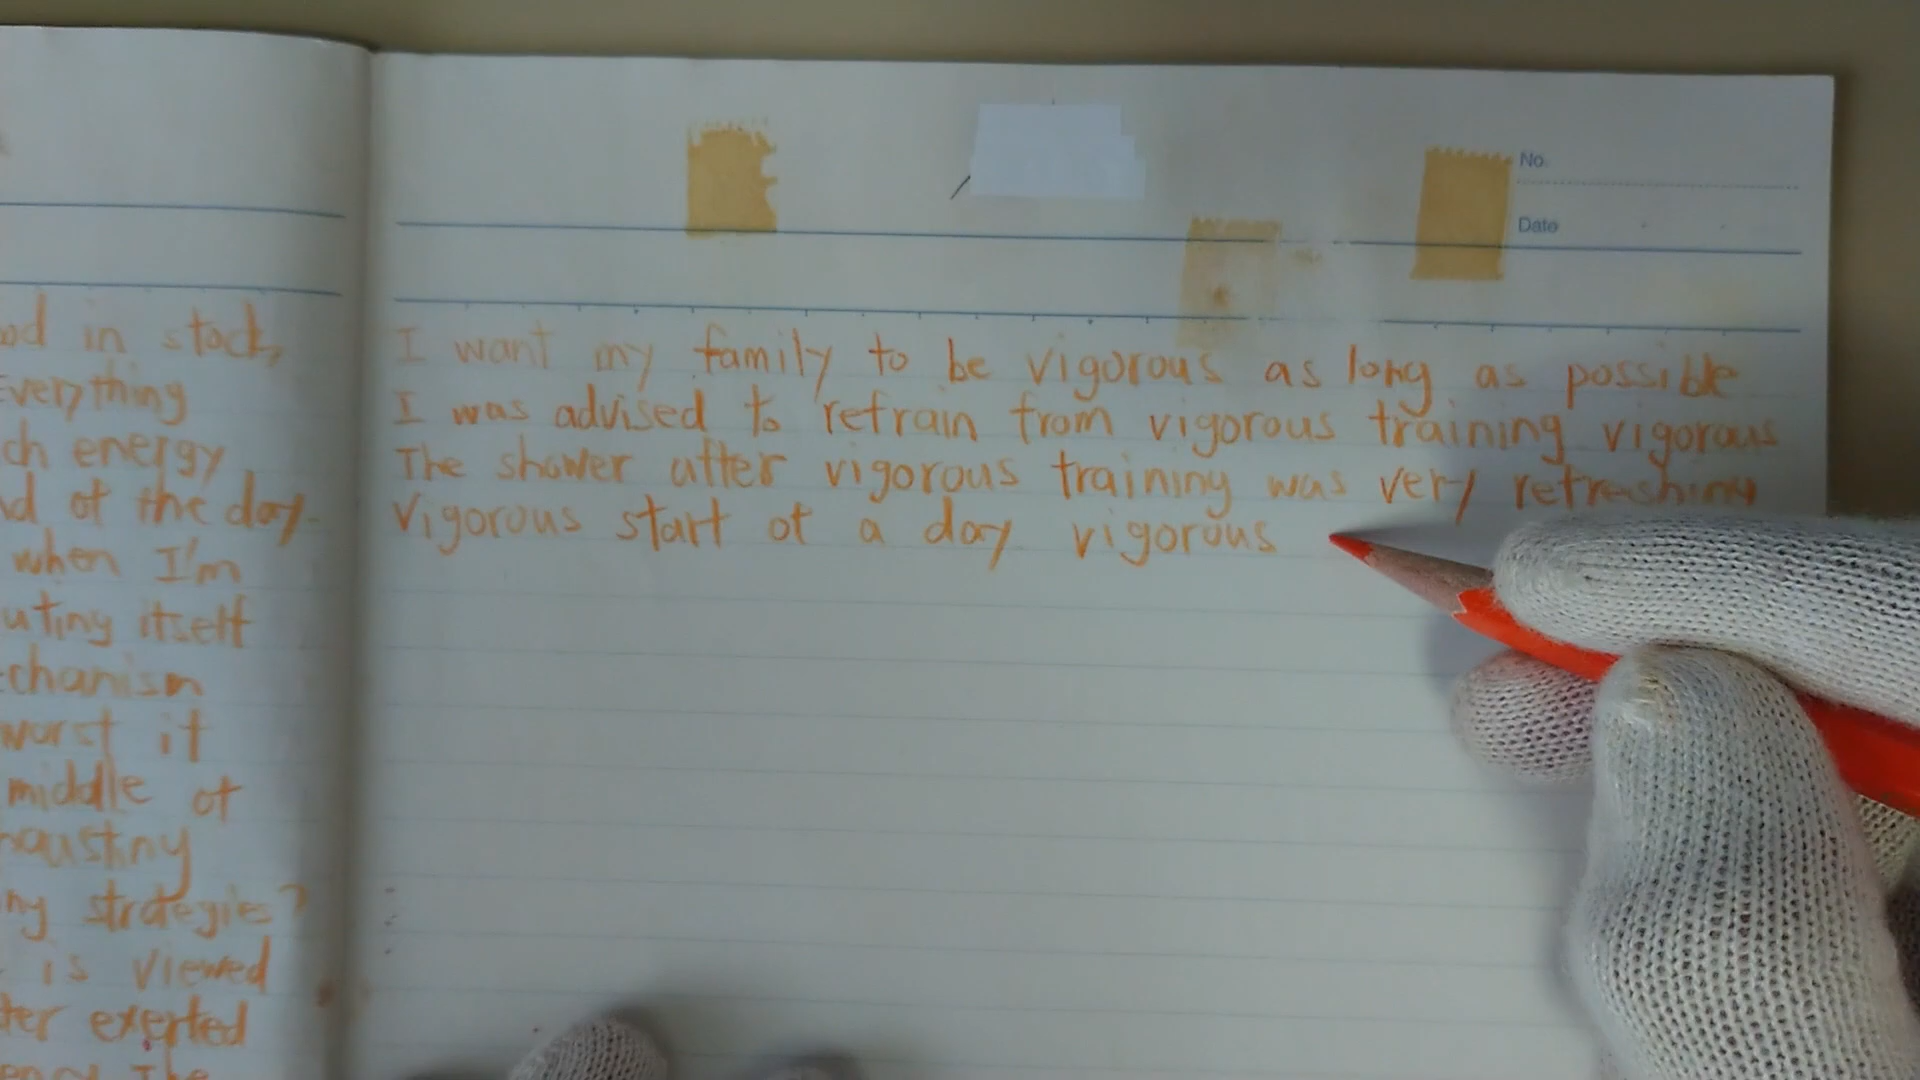 No.
Date
od in stock,
Everything
ch energy
nd of the day.
when I'm
uting itself
chanism
worst it
middle of
hausting
ng strategies?
is viewed
ter exerted
The
I want my family to be vigorous as long as possible
I was advised to refrain from vigorous training vigorous
The shower after vigorous training was very refreshing
Vigorous start of a day vigorous